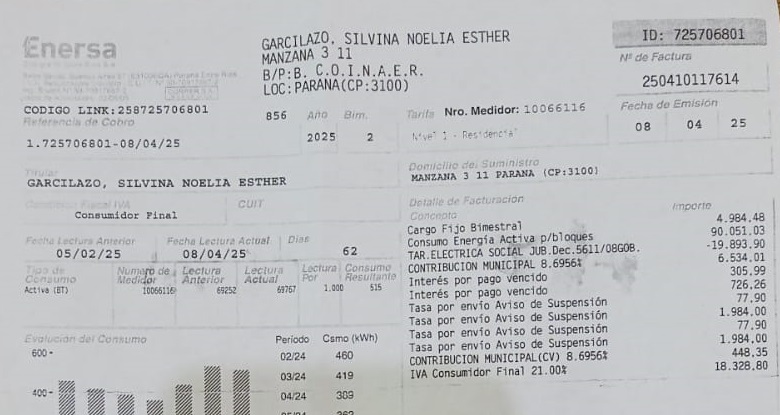 Enersa
GARCILAZO, SILVINA NOELIA ESTHER
MANZANA 3 11
B/P:B. C.O.I.N.A.E.R.
LOC:PARANA(CP:3100)
ID: 725706801
Nº de Factura
250410117614
CODIGO LINK:258725706801
Referencia de Cobro
1.725706801-08/04/25
856
Año
Bim.
2025
2
Tarifa
Nro. Medidor: 10066116
Nivel 1 - Residencial
Fecha de Emisión
08 04 25
Titular
GARCILAZO, SILVINA NOELIA ESTHER
Domicilio del Suministro
MANZANA 3 11 PARANA (CP:3100)
Condición Fiscal IVA
CUIT
Consumidor Final
Fecha Lectura Anterior
Fecha Lectura Actual
Dias
05/02/25
08/04/25
62
Tipo de Consumo
Número de Medidor
Lectura Anterior
Lectura Actual
Lectura Por
Consumo Resultante
Activa (BT)
10066116
69252
69767
1.000
515
Detalle de Facturación
Concepto
Importe
Cargo Fijo Bimestral 4.984,48
Consumo Energía Activa p/bloques 90.051,03
TAR.ELECTRICA SOCIAL JUB.Dec.5611/08GOB. -19.893,90
CONTRIBUCION MUNICIPAL 8.6956% 6.534,01
Interés por pago vencido 305,99
Interés por pago vencido 726,26
Tasa por envío Aviso de Suspensión 77,90
Tasa por envío Aviso de Suspensión 1.984,00
Tasa por envío Aviso de Suspensión 77,90
Tasa por envío Aviso de Suspensión 1.984,00
CONTRIBUCION MUNICIPAL(CV) 8.6956% 448,35
IVA Consumidor Final 21.00% 18.328,80
Evolución del Consumo
600
400
Período Csmo (kWh)
02/24 460
03/24 419
04/24 309